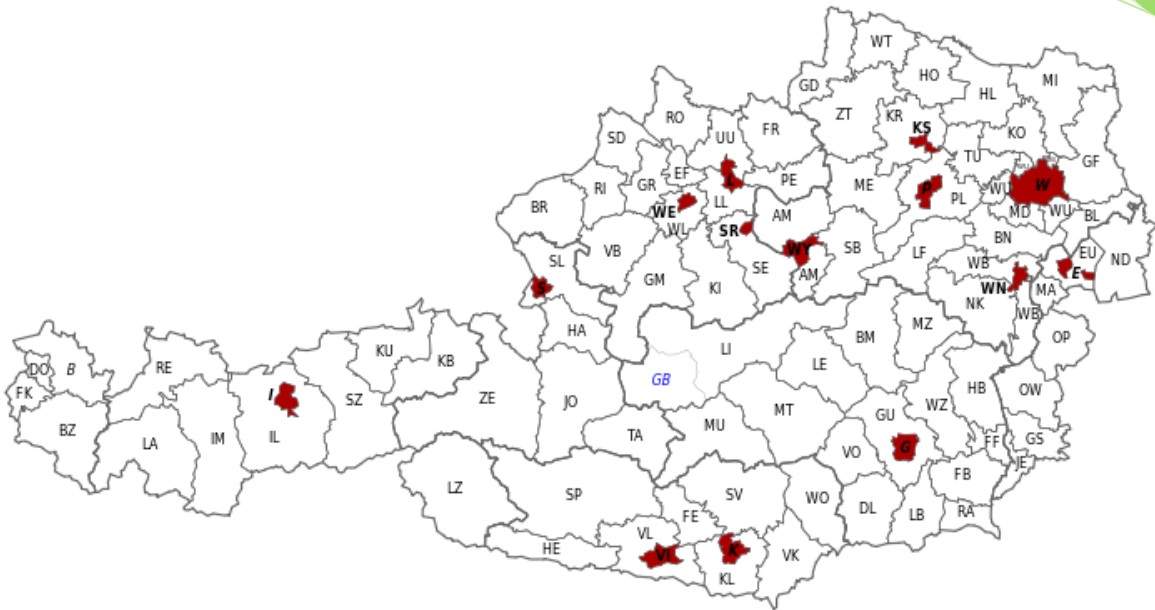 WT
HO
MI
GD
HL
ZT
KR
KS
KO
RO
FR
UU
SD
TU
GF
EF
PE
ME
GR
RI
L
P
PL
WU
W
LL
WE
BR
AM
MD
WU
BL
WL
SR
BN
WY
SB
LF
VB
EU
ND
SL
SE
AM
WB
E
GM
KI
S
WN
MA
NK
WB
HA
OP
KU
KB
LI
BM
MZ
RE
DO
B
LE
FK
GB
HB
OW
I
SZ
ZE
JO
WZ
MT
GU
BZ
LA
IM
IL
TA
MU
FF
GS
VO
G
JE
FB
LZ
SP
SV
WO
DL
LB
RA
FE
VL
HE
VI
K
VK
KL